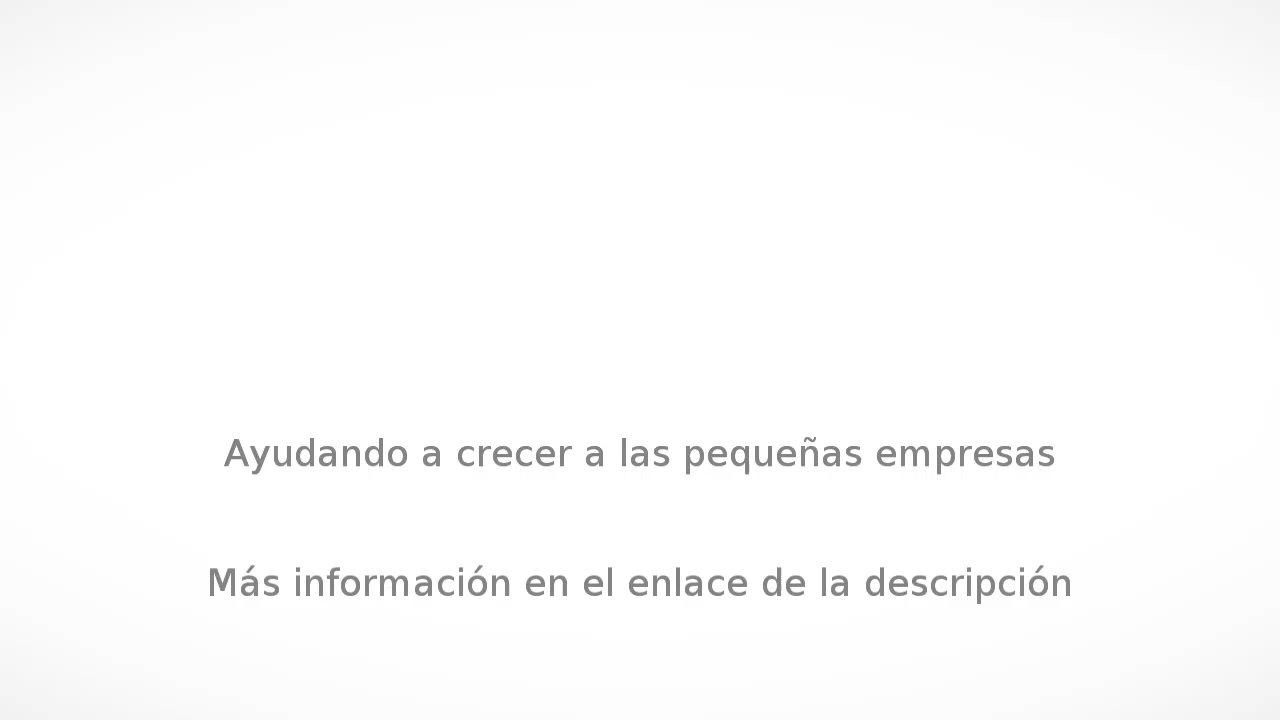 Ayudando a crecer a las pequeñas empresas
Más información en el enlace de la descripción